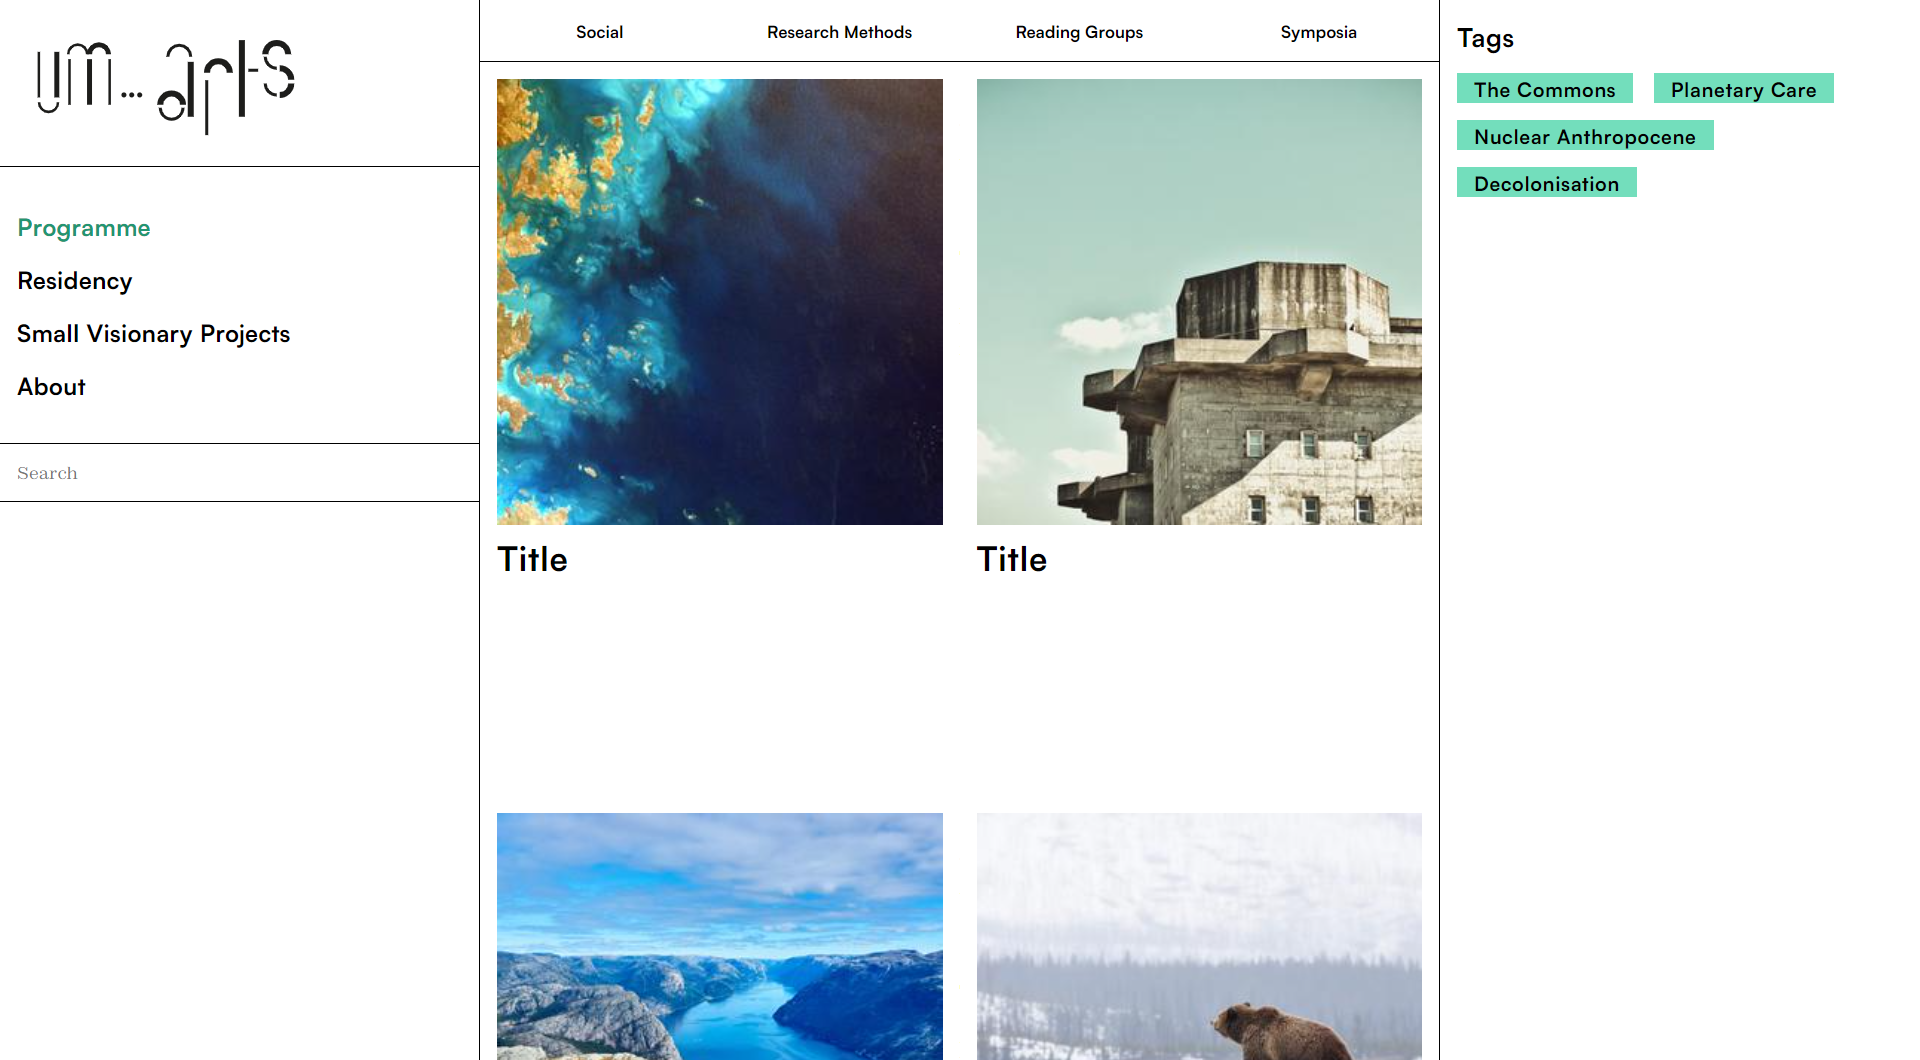 um...arts
Programme
Residency
Small Visionary Projects
About
Search
Social
Research Methods
Reading Groups
Symposia
Title
Title
Tags
The Commons
Planetary Care
Nuclear Anthropocene
Decolonisation